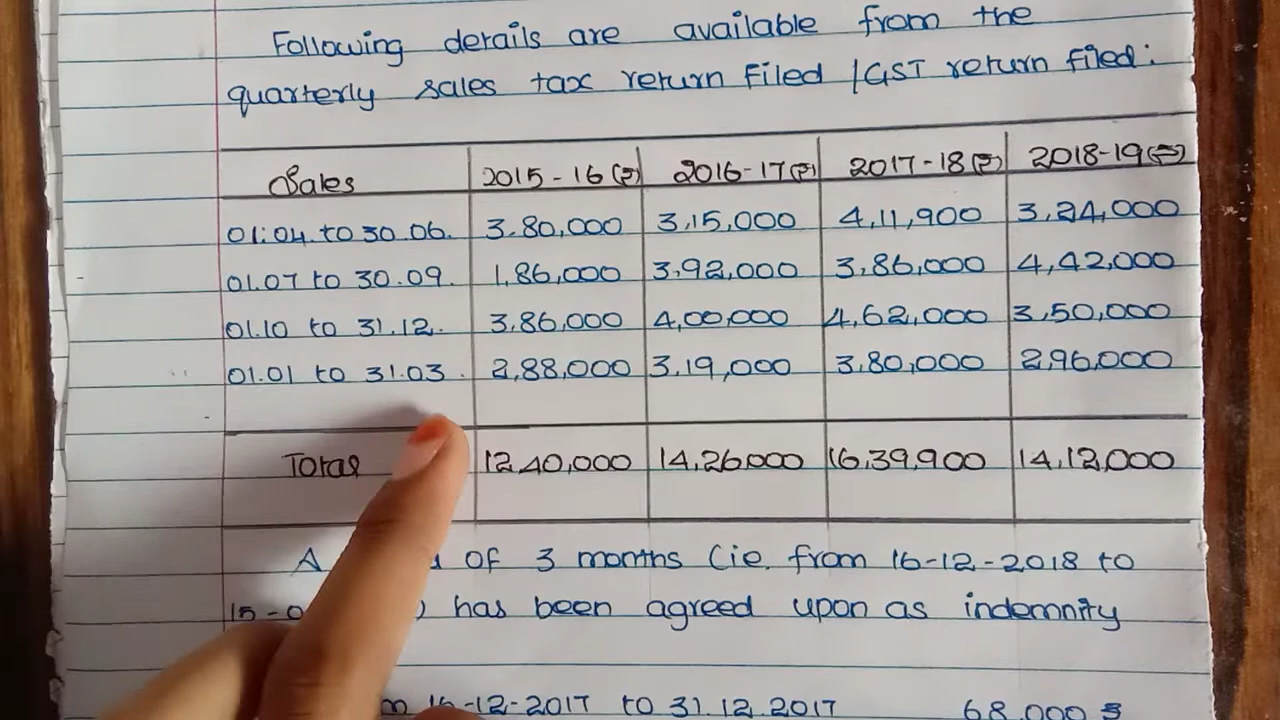 Following details are available from the
quarterly sales tax return filed /GST return filed:
Sales 2015-16(₹) 2016-17(₹) 2017-18(₹) 2018-19(₹)
01.04 to 30.06. 3,80,000 3,15,000 4,11,900 3,24,000
01.07 to 30.09. 1,86,000 3,92,000 3,86,000 4,42,000
01.10 to 31.12. 3,86,000 4,00,000 4,62,000 3,50,000
01.01 to 31.03. 2,88,000 3,19,000 3,80,000 2,96,000
Total 12,40,000 14,26,000 16,39,900 14,12,000
A of 3 months (ie. from 16-12-2018 to
has been agreed upon as indemnity
16-12-2017 to 31.12.2017 68,000